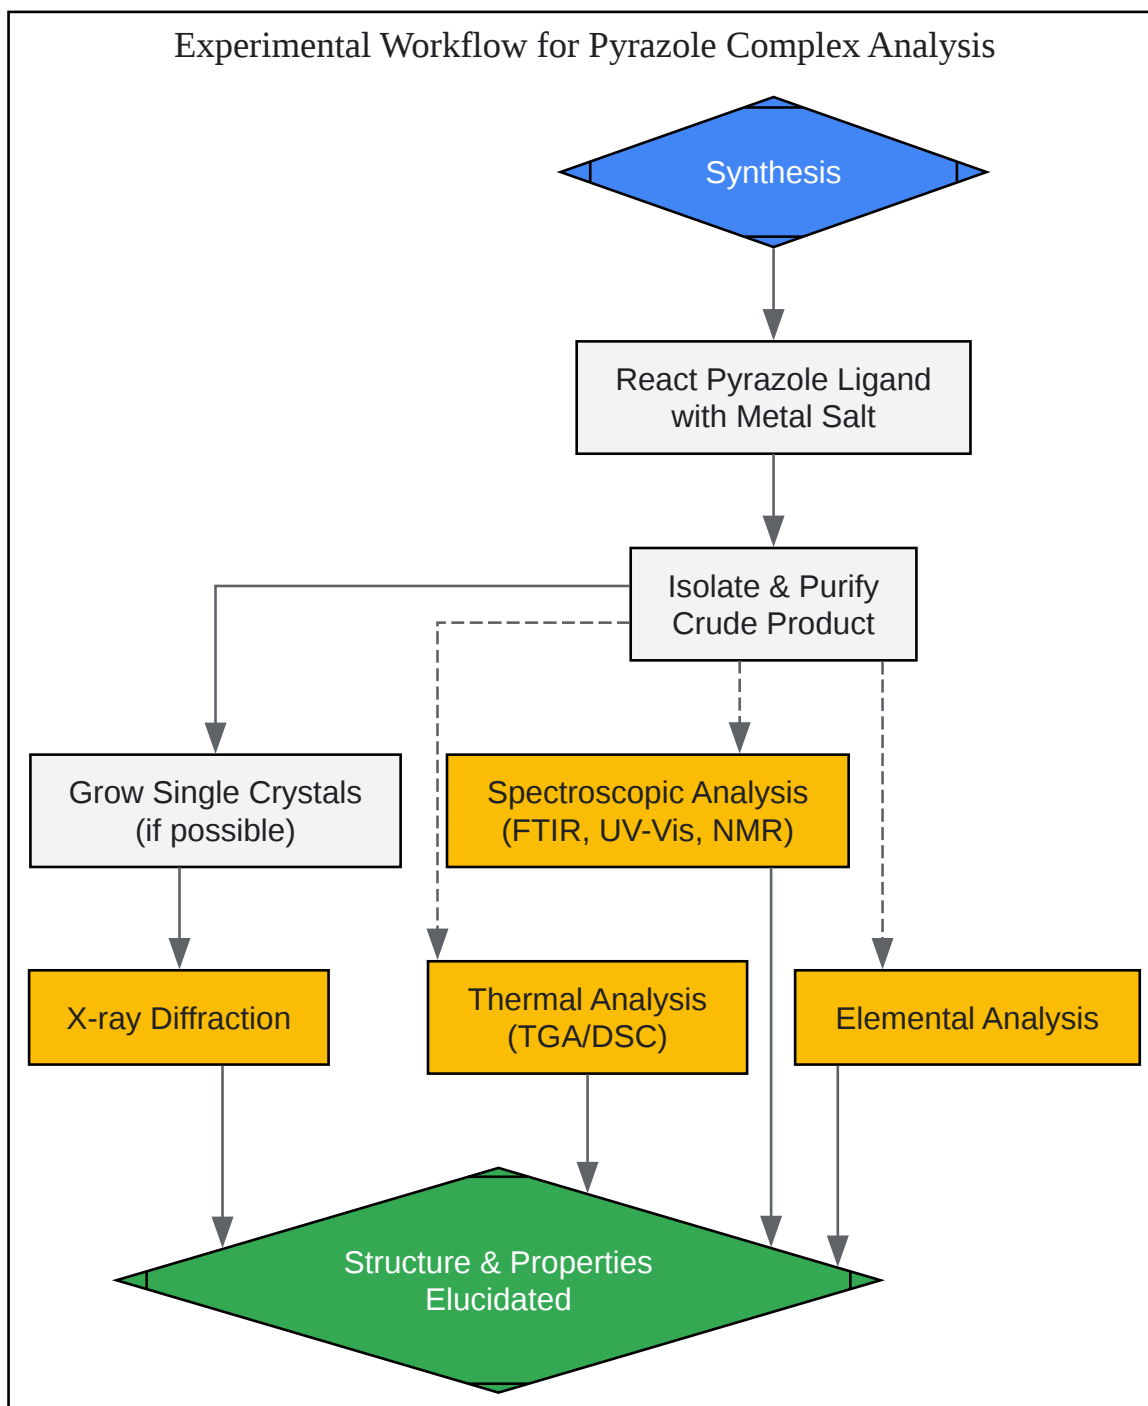 Experimental Workflow for Pyrazole Complex Analysis
Synthesis
React Pyrazole Ligand
with Metal Salt
Isolate & Purify
Crude Product
Grow Single Crystals
(if possible)
Spectroscopic Analysis
(FTIR, UV-Vis, NMR)
X-ray Diffraction
Thermal Analysis
(TGA/DSC)
Elemental Analysis
Structure & Properties
Elucidated